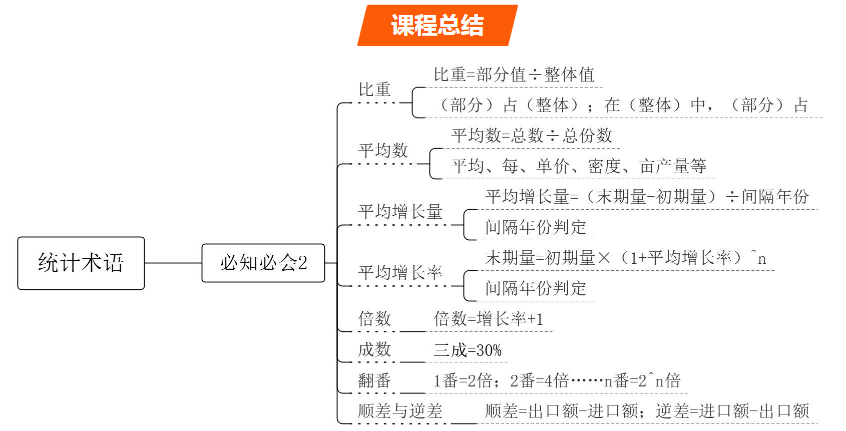 课程总结
统计术语
必知必会2
比重
比重=部分值÷整体值
（部分）占（整体）；在（整体）中，（部分）占
平均数
平均数=总数÷总份数
平均、每、单价、密度、亩产量等
平均增长量
平均增长量=（末期量-初期量）÷间隔年份
间隔年份判定
平均增长率
末期量=初期量×（1+平均增长率）^n
间隔年份判定
倍数
倍数=增长率+1
成数
三成=30%
翻番
1番=2倍；2番=4倍……n番=2^n倍
顺差与逆差
顺差=出口额-进口额；逆差=进口额-出口额